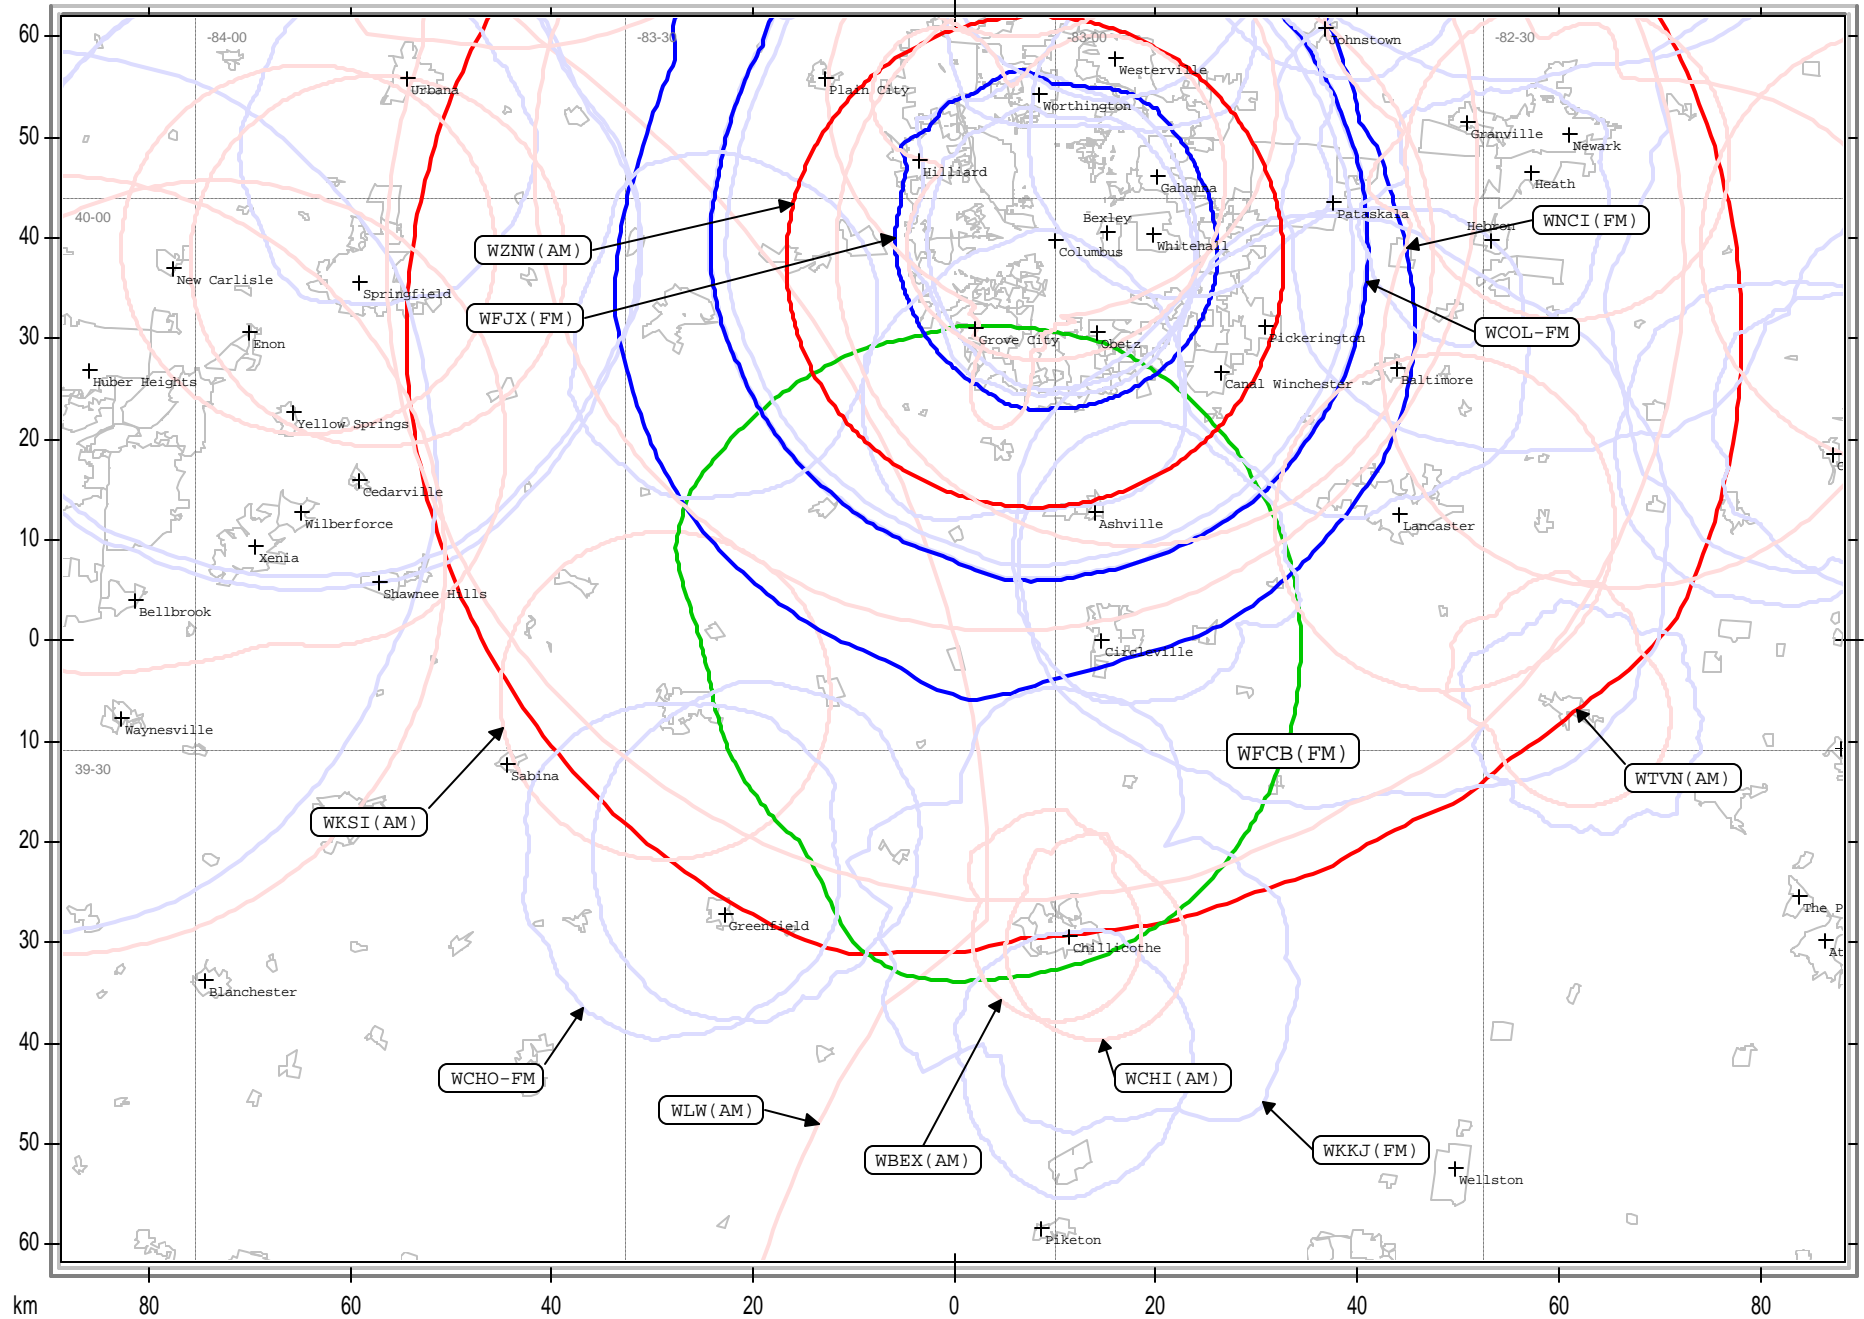 60
-84-00
-83-30
-83-00
-82-30
Johnstown
Urbana
Plain City
Westerville
Worthington
50
Granville
Newark
Hilliard
Gahanna
Heath
40-00
Pataskala
Bexley
Hebron
WNCI(FM)
40
WZNW(AM)
Columbus
Whitehall
New Carlisle
Springfield
WFJX(FM)
WCOL-FM
30
Enon
Grove City
Obetz
Pickerington
Huber Heights
Canal Winchester
Baltimore
20
Yellow Springs
C
Cedarville
Wilberforce
Ashville
Lancaster
10
Xenia
Shawnee Hills
Bellbrook
0
Circleville
Waynesville
10
39-30
WFCB(FM)
Sabina
WTVN(AM)
WKSI(AM)
20
Greenfield
The P
30
Chillicothe
At
Blanchester
40
WCHO-FM
WCHI(AM)
WLW(AM)
50
WBEX(AM)
WKKJ(FM)
Wellston
60
Piketon
km
80
60
40
20
0
20
40
60
80